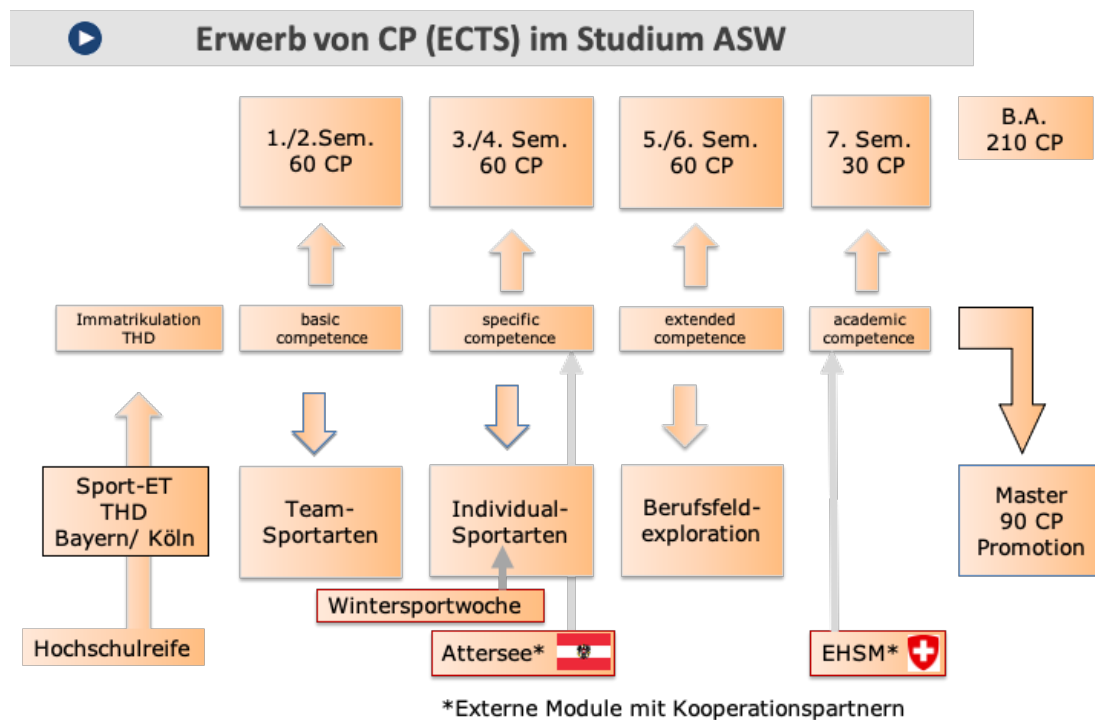 Erwerb von CP (ECTS) im Studium ASW
1./2.Sem.
60 CP
3./4. Sem.
60 CP
5./6. Sem.
60 CP
7. Sem.
30 CP
B.A.
210 CP
Immatrikulation
THD
basic
competence
specific
competence
extended
competence
academic
competence
Sport-ET
THD
Bayern/ Köln
Team-
Sportarten
Individual-
Sportarten
Berufsfeld-
exploration
Master
90 CP
Promotion
Wintersportwoche
Hochschulreife
Attersee*
EHSM*
*Externe Module mit Kooperationspartnern